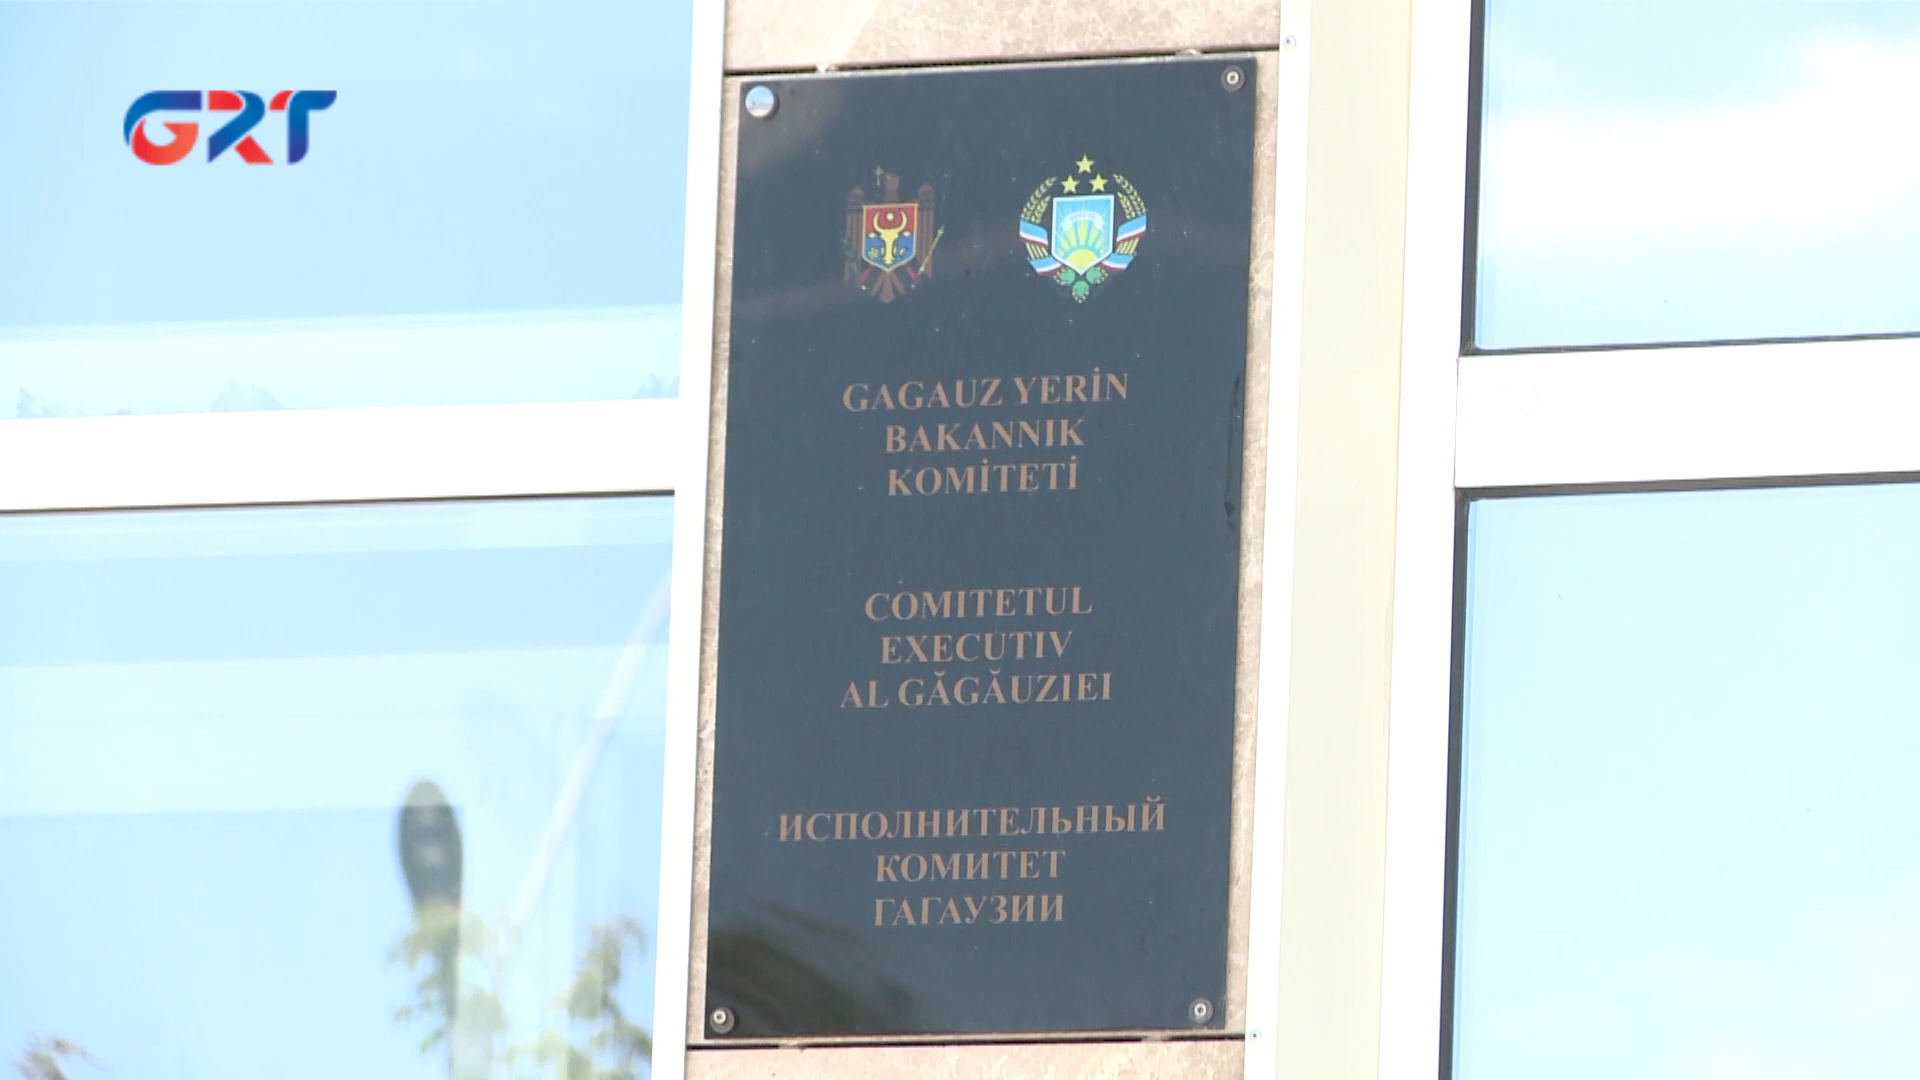 GRT
GAGAUZ YERİN
BAKANNIK
KOMİTETİ
COMITETUL
EXECUTIV
AL GĂGĂUZIEI
ИСПОЛНИТЕЛЬНЫЙ
КОМИТЕТ
ГАГАУЗИИ